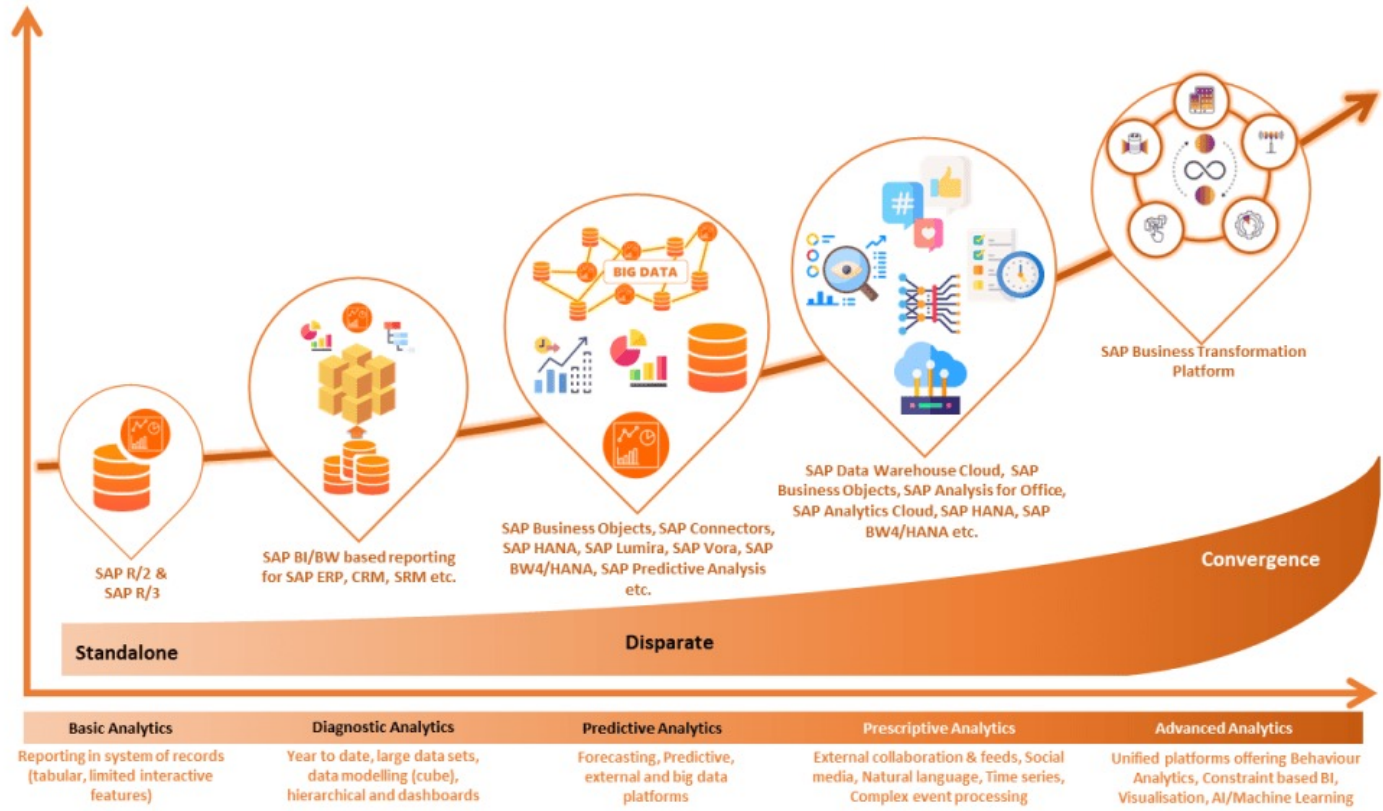 BIG DATA
SAP R/2 &
SAP R/3
SAP BI/BW based reporting
for SAP ERP, CRM, SRM etc.
SAP Business Objects, SAP Connectors,
SAP HANA, SAP Lumira, SAP Vora, SAP
BW4/HANA, SAP Predictive Analysis
etc.
SAP Data Warehouse Cloud, SAP
Business Objects, SAP Analysis for Office,
SAP Analytics Cloud, SAP HANA, SAP
BW4/HANA etc.
SAP Business Transformation
Platform
Standalone
Disparate
Convergence
Basic Analytics
Reporting in system of records
(tabular, limited interactive
features)
Diagnostic Analytics
Year to date, large data sets,
data modelling (cube),
hierarchical and dashboards
Predictive Analytics
Forecasting, Predictive,
external and big data
platforms
Prescriptive Analytics
External collaboration & feeds, Social
media, Natural language, Time series,
Complex event processing
Advanced Analytics
Unified platforms offering Behaviour
Analytics, Constraint based BI,
Visualisation, AI/Machine Learning